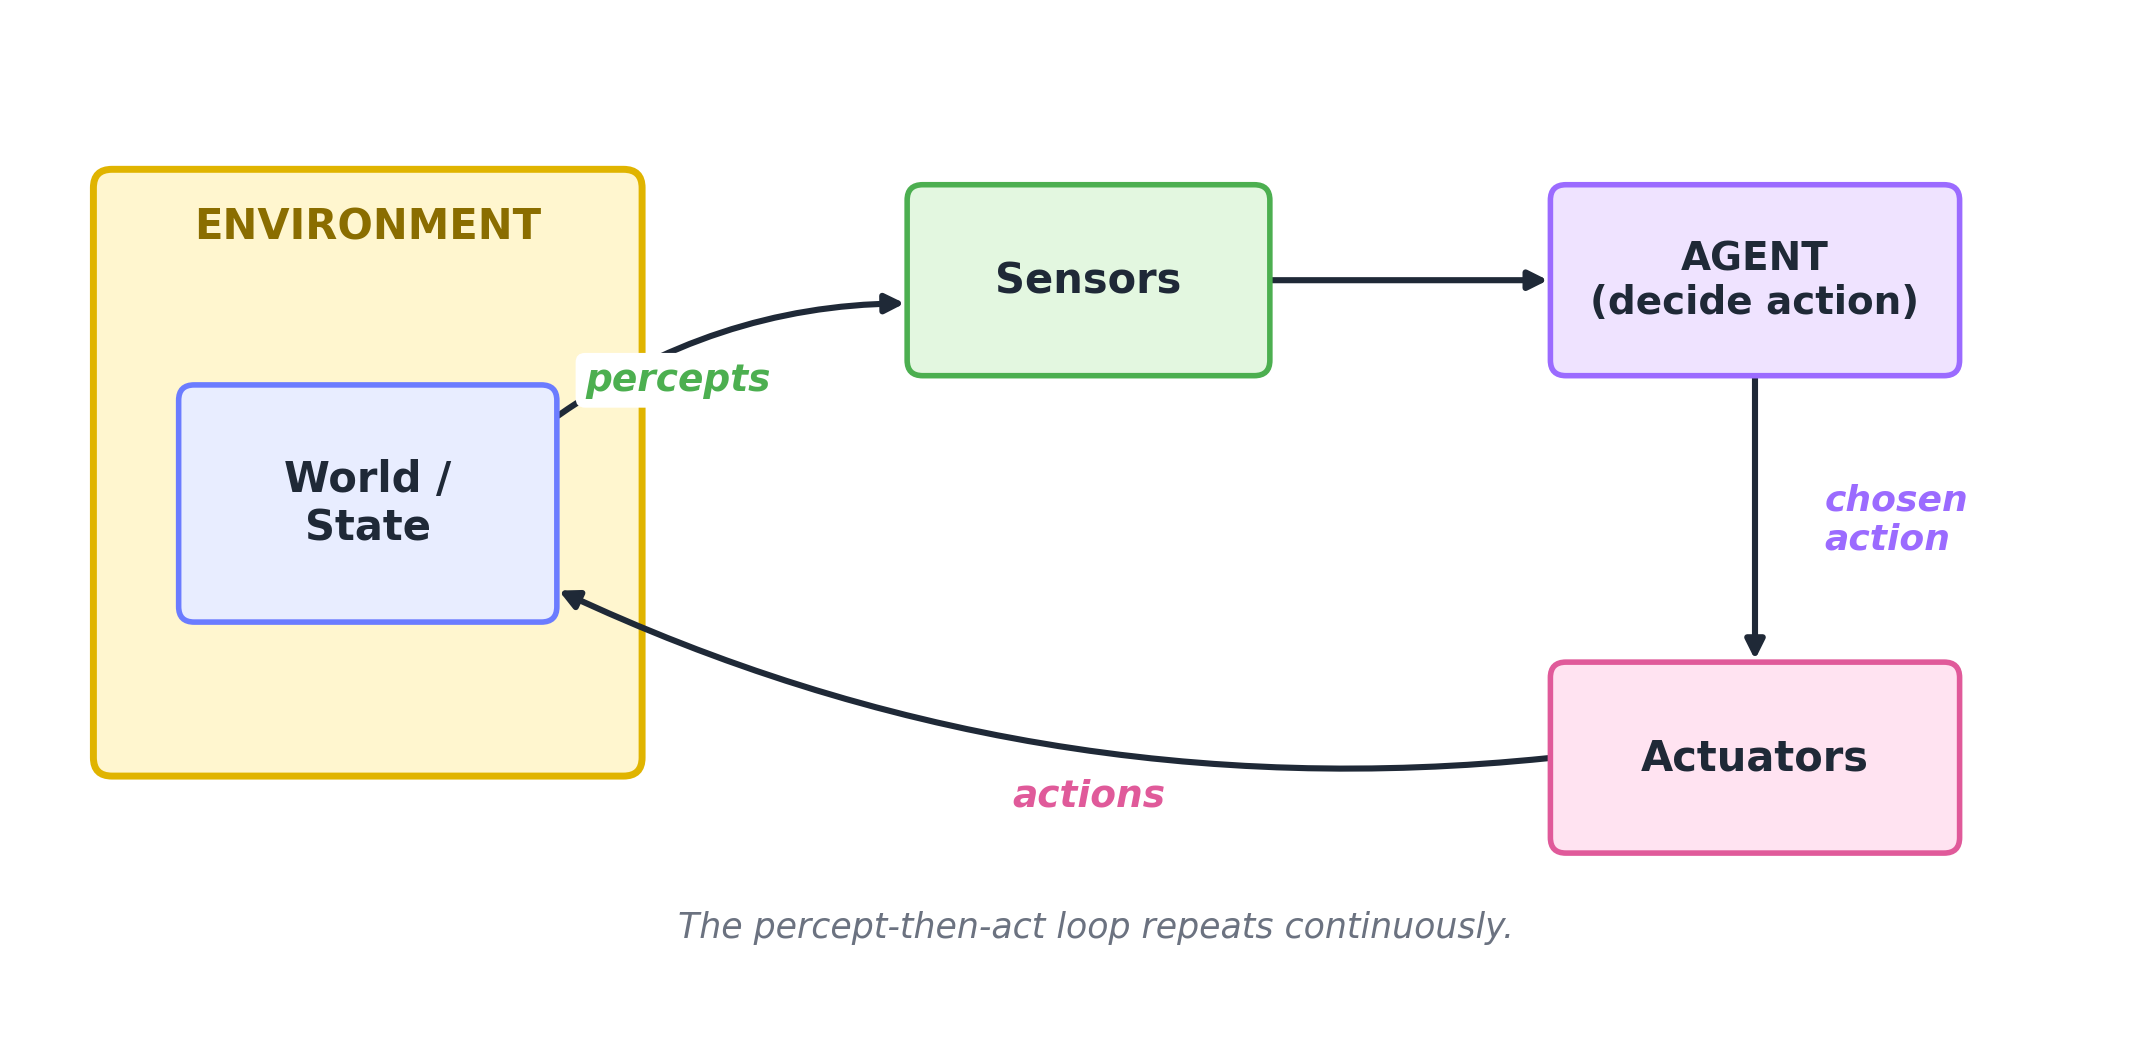 ENVIRONMENT
Sensors
AGENT
(decide action)
percepts
World /
State
chosen
action
Actuators
actions
The percept-then-act loop repeats continuously.